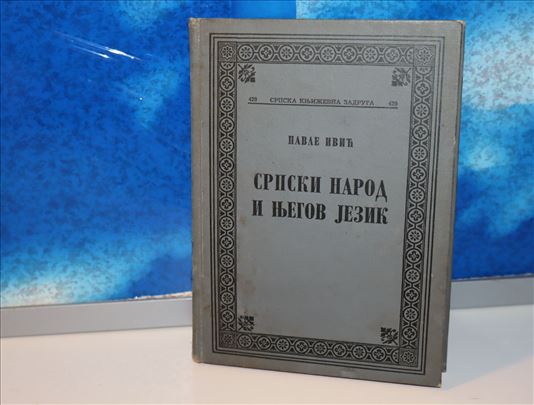 429 СРПСКА КЊИЖЕВНА ЗАДРУГА 429
ПАВЛЕ ИВИЋ
СРПСКИ НАРОД
И ЊЕГОВ ЈЕЗИК